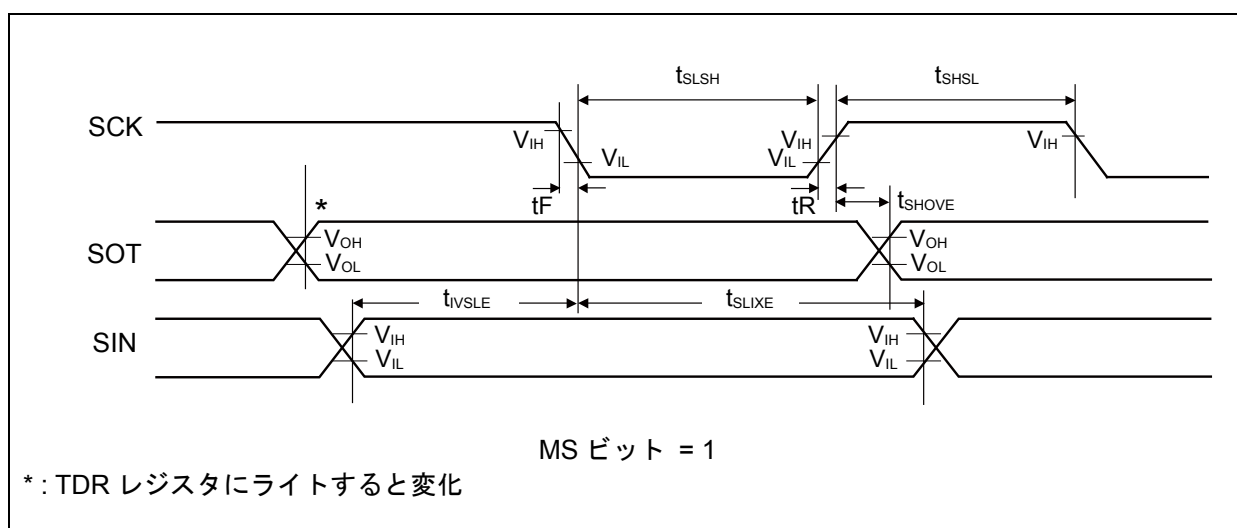 tSLSH
tSHSL
SCK
VIH
VIL
VIH
VIL
VIH
tF
tR
tSHOVE
*
SOT
VOH
VOL
VOH
VOL
tIVSLE
tSLIXE
SIN
VIH
VIL
VIH
VIL
MS ビット = 1
* : TDR レジスタにライトすると変化